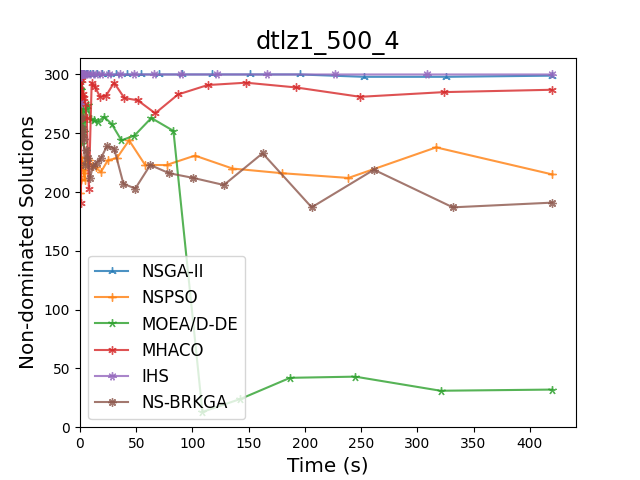 dtlz1_500_4
Non-dominated Solutions
300
250
200
150
100
50
0
NSGA-II
NSPSO
MOEA/D-DE
MHACO
IHS
NS-BRKGA
0 50 100 150 200 250 300 350 400
Time (s)